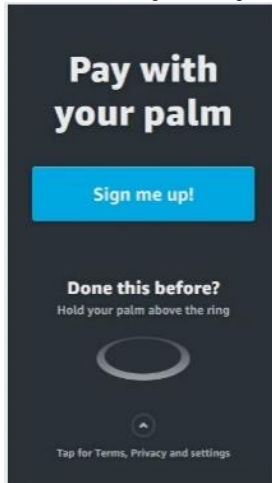 Pay with
your palm
Sign me up!
Done this before?
Hold your palm above the ring
Tap for Terms, Privacy and settings